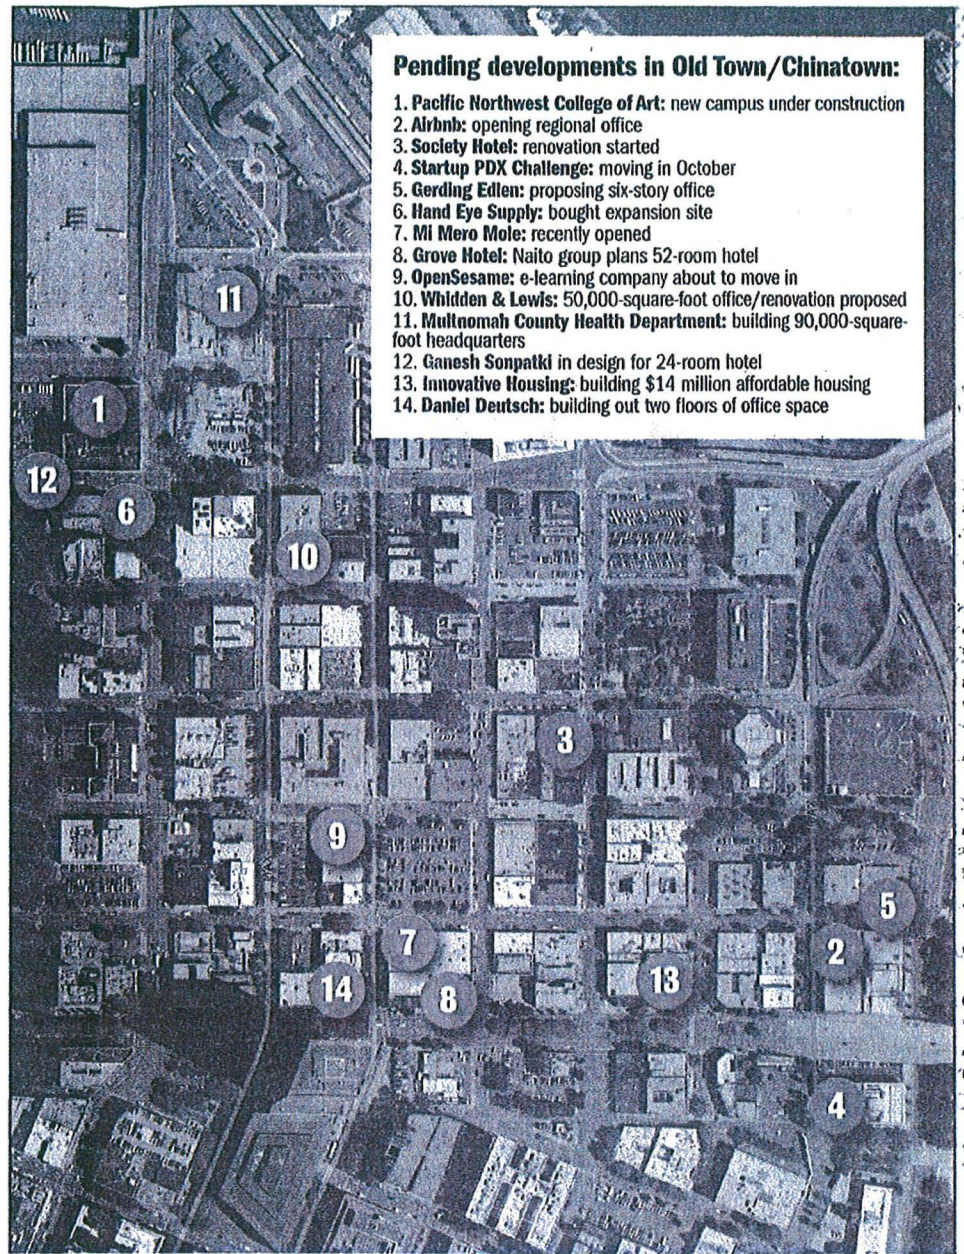 Pending developments in Old Town/Chinatown:
1. Pacific Northwest College of Art: new campus under construction
2. Airbnb: opening regional office
3. Society Hotel: renovation started
4. Startup PDX Challenge: moving in October
5. Gerding Edlen: proposing six-story office
6. Hand Eye Supply: bought expansion site
7. Mi Mero Mole: recently opened
8. Grove Hotel: Naito group plans 52-room hotel
9. OpenSesame: e-learning company about to move in
10. Whidden & Lewis: 50,000-square-foot office/renovation proposed
11. Multnomah County Health Department: building 90,000-square-
foot headquarters
12. Ganesh Sonpatki in design for 24-room hotel
13. Innovative Housing: building $14 million affordable housing
14. Daniel Deutsch: building out two floors of office space
11
1
12
6
10
3
9
5
7
2
13
14
8
4